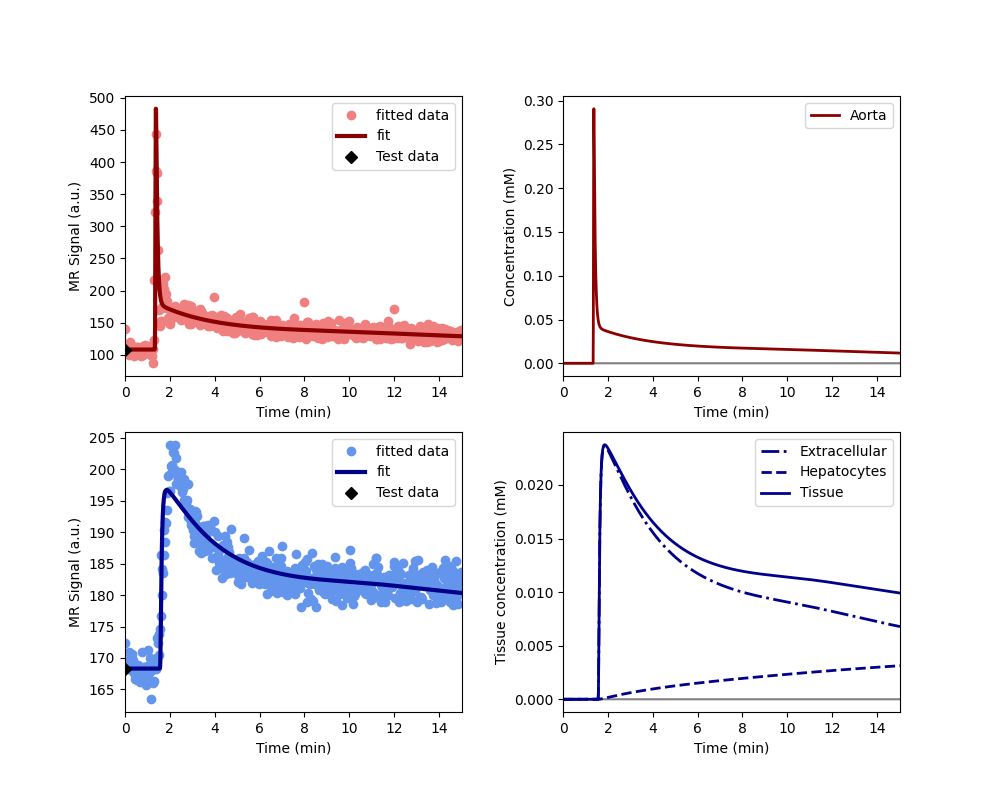 500
450
400
350
300
250
200
150
100
MR Signal (a.u.)
0 2 4 6 8 10 12 14
Time (min)
fitted data
fit
Test data
0.30
0.25
0.20
0.15
0.10
0.05
0.00
Concentration (mM)
0 2 4 6 8 10 12 14
Time (min)
Aorta
205
200
195
190
185
180
175
170
165
MR Signal (a.u.)
0 2 4 6 8 10 12 14
Time (min)
fitted data
fit
Test data
0.020
0.015
0.010
0.005
0.000
Tissue concentration (mM)
0 2 4 6 8 10 12 14
Time (min)
Extracellular
Hepatocytes
Tissue